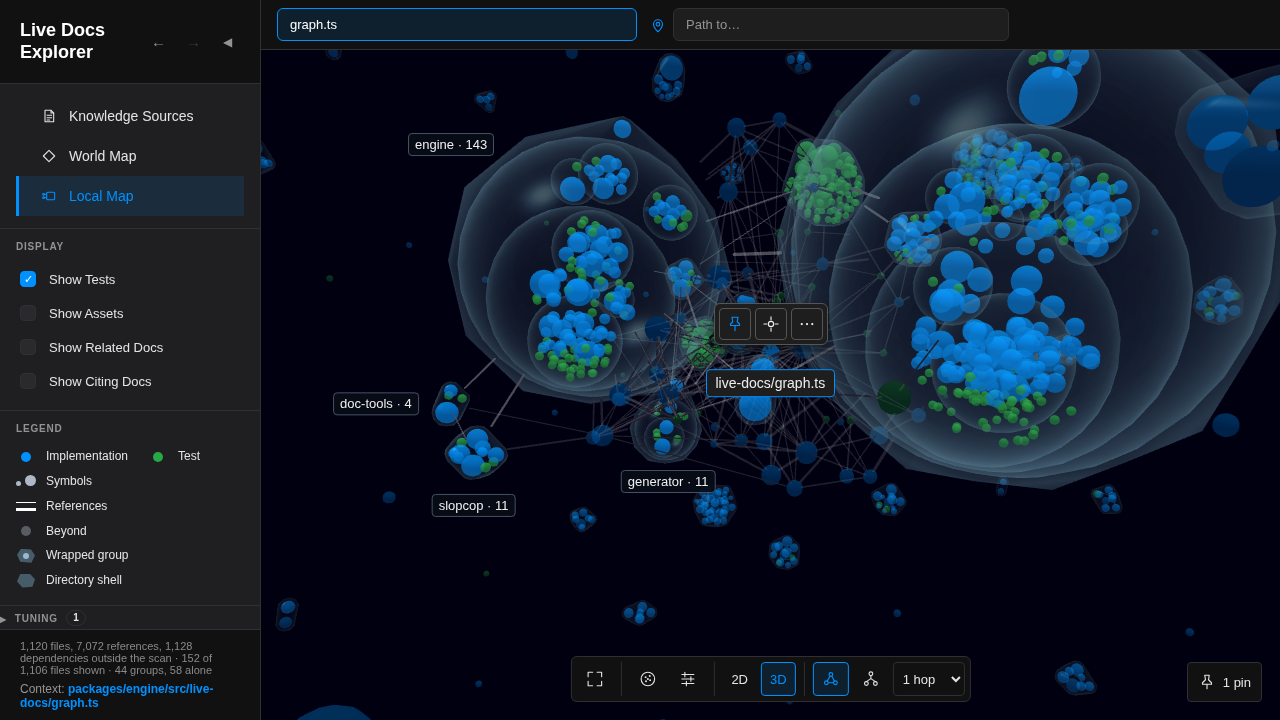 Live Docs
Explorer
Knowledge Sources
World Map
Local Map
DISPLAY
Show Tests
Show Assets
Show Related Docs
Show Citing Docs
LEGEND
Implementation
Test
Symbols
References
Beyond
Wrapped group
Directory shell
TUNING 1
1,120 files, 7,072 references, 1,128
dependencies outside the scan · 152 of
1,106 files shown · 44 groups, 58 alone
Context: packages/engine/src/live-
docs/graph.ts
graph.ts
Path to…
engine · 143
live-docs/graph.ts
doc-tools · 4
generator · 11
slopcop · 11
2D
3D
1 hop
1 pin